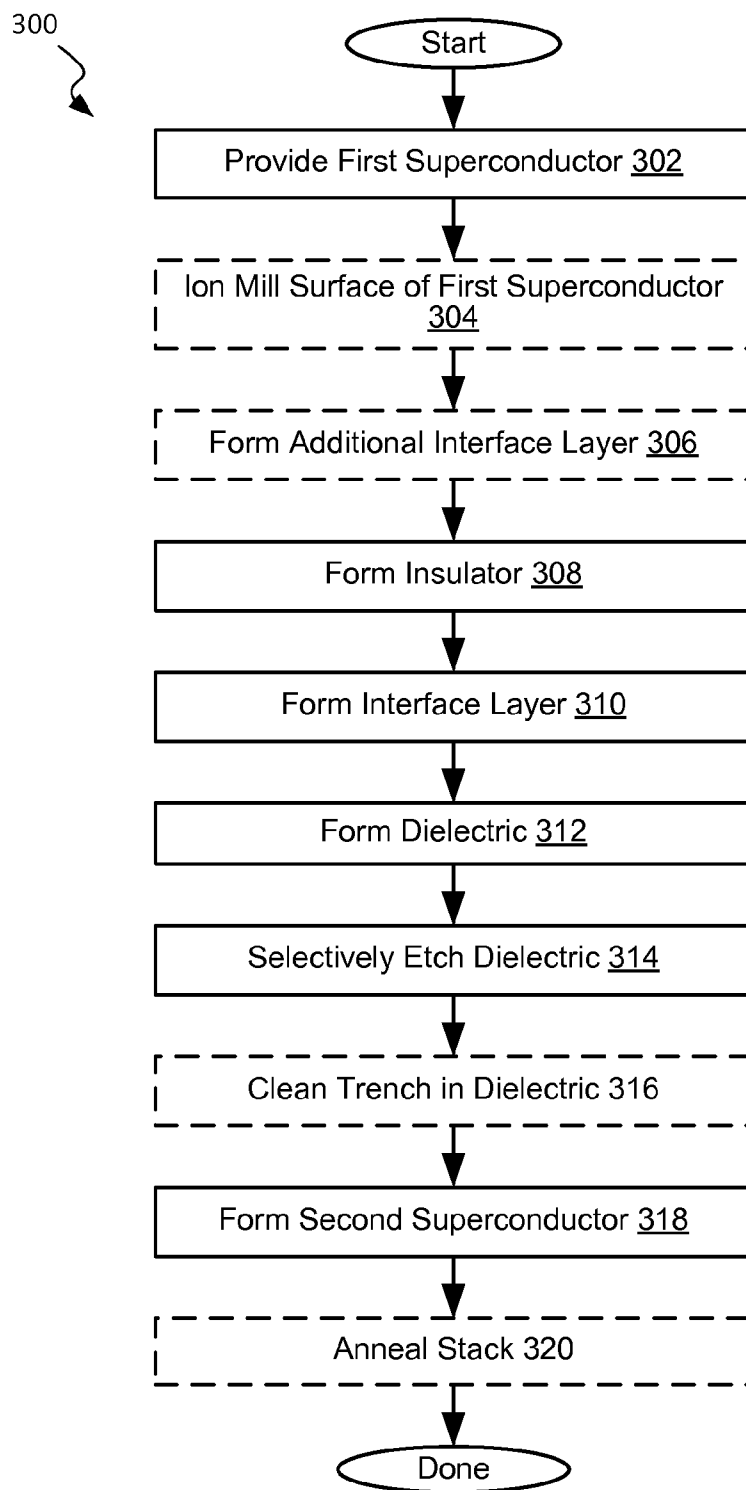 300
Start
Provide First Superconductor 302
Ion Mill Surface of First Superconductor
304
Form Additional Interface Layer 306
Form Insulator 308
Form Interface Layer 310
Form Dielectric 312
Selectively Etch Dielectric 314
Clean Trench in Dielectric 316
Form Second Superconductor 318
Anneal Stack 320
Done